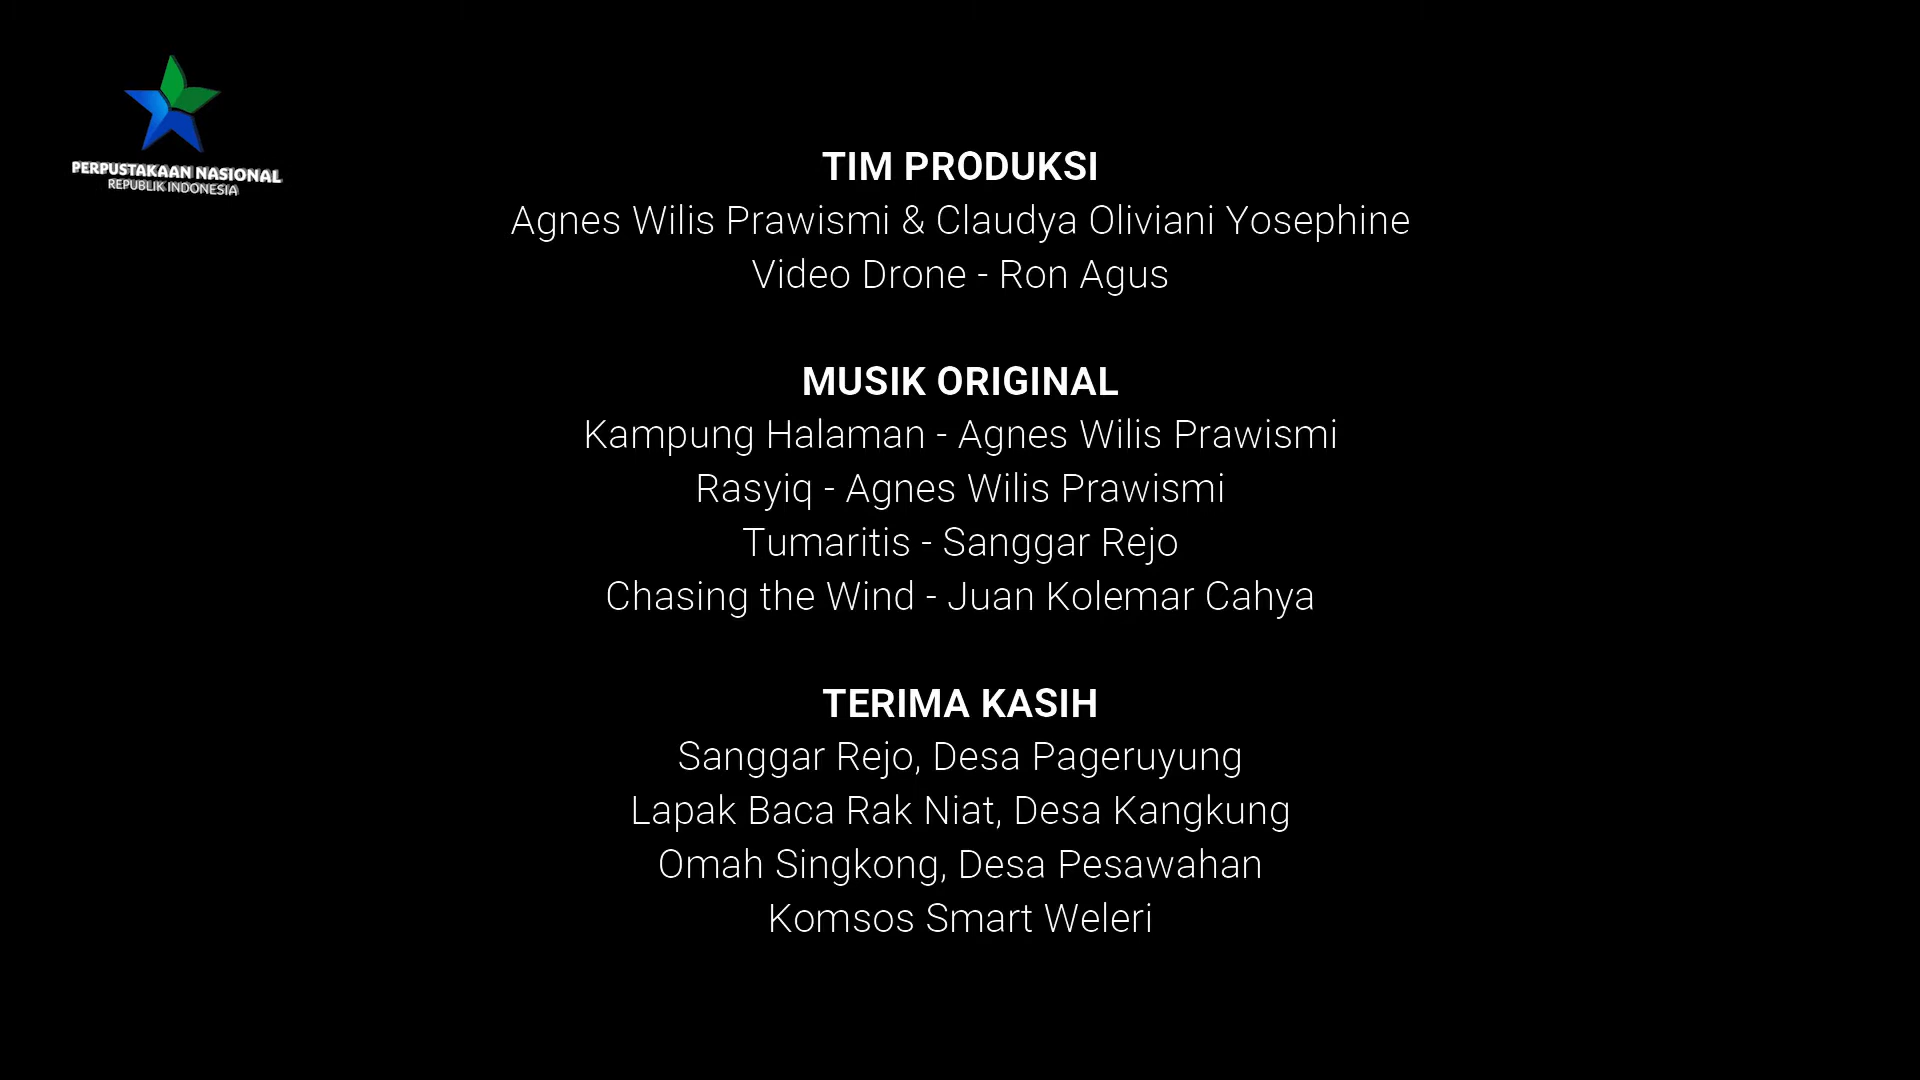 PERPUSTAKAAN NASIONAL
REPUBLIK INDONESIA
TIM PRODUKSI
Agnes Wilis Prawismi & Claudya Oliviani Yosephine
Video Drone - Ron Agus
MUSIK ORIGINAL
Kampung Halaman - Agnes Wilis Prawismi
Rasyiq - Agnes Wilis Prawismi
Tumaritis - Sanggar Rejo
Chasing the Wind - Juan Kolemar Cahya
TERIMA KASIH
Sanggar Rejo, Desa Pageruyung
Lapak Baca Rak Niat, Desa Kangkung
Omah Singkong, Desa Pesawahan
Komsos Smart Weleri